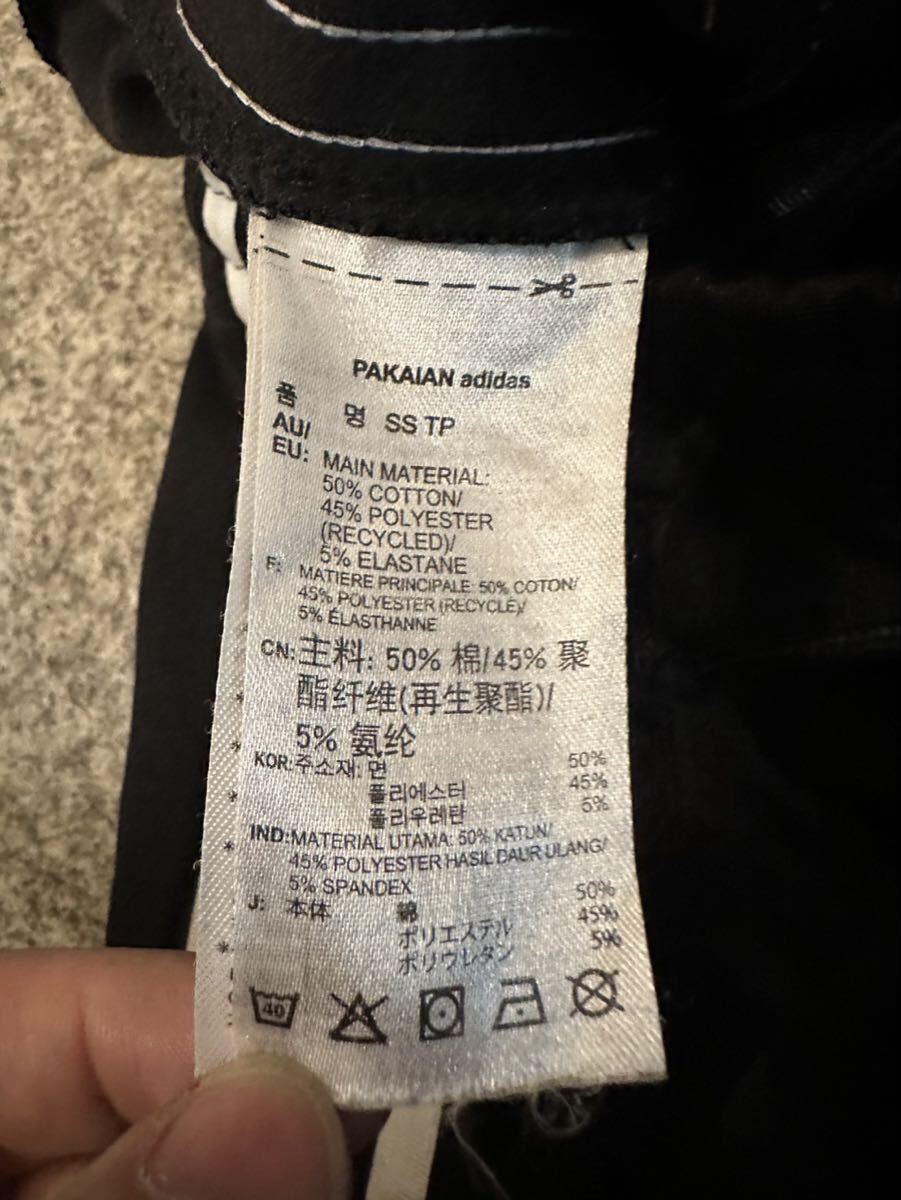 PAKAIAN adidas
품 명 SS TP
AU/
EU: MAIN MATERIAL:
50% COTTON/
45% POLYESTER
(RECYCLED)/
5% ELASTANE
F: MATIERE PRINCIPALE: 50% COTON/
45% POLYESTER (RECYCLÉ)/
5% ÉLASTHANNE
CN: 主料: 50% 棉/45% 聚
酯纤维(再生聚酯)/
5% 氨纶
KOR: 주소재: 면 50%
폴리에스터 45%
폴리우레탄 5%
IND: MATERIAL UTAMA: 50% KATUN/
45% POLYESTER HASIL DAUR ULANG/
5% SPANDEX
J: 本体 綿 50%
ポリエステル 45%
ポリウレタン 5%
40